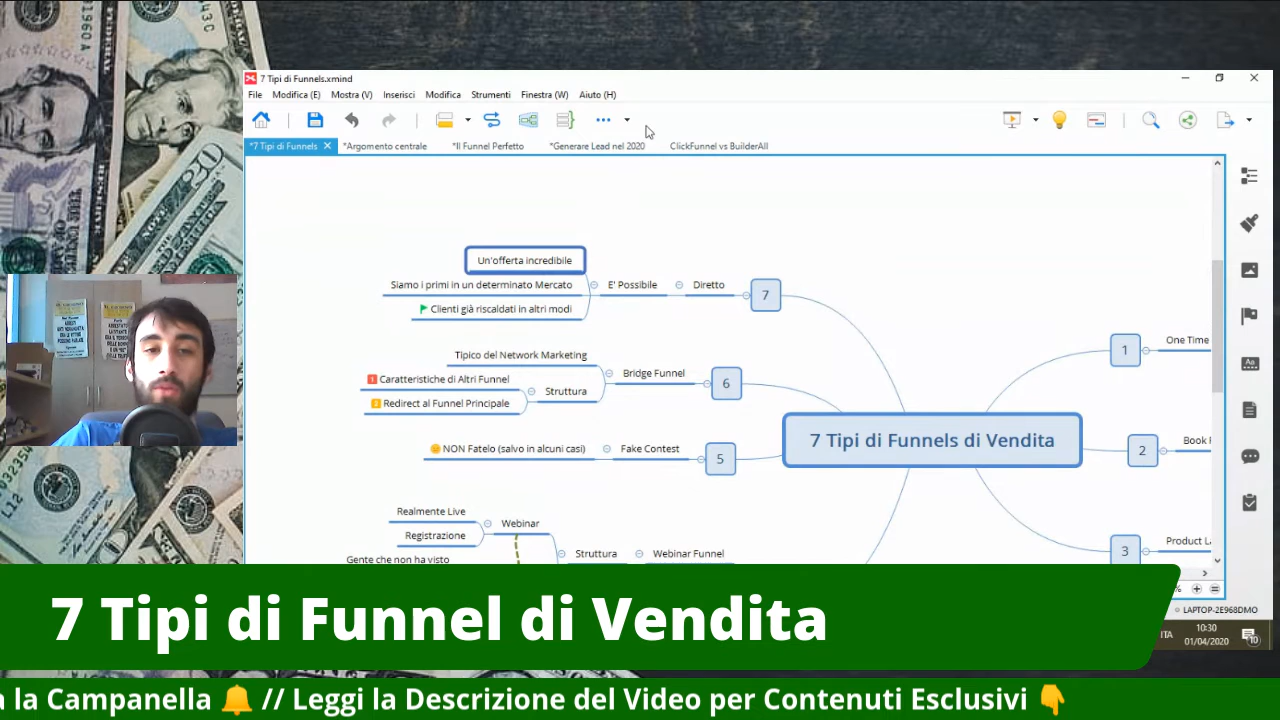 7 Tipi di Funnels.xmind
File Modifica (E) Mostra (V) Inserisci Modifica Strumenti Finestra (W) Aiuto (H)
*7 Tipi di Funnels *Argomento centrale *Il Funnel Perfetto *Generare Lead nel 2020 ClickFunnel vs BuilderAll
Un'offerta incredibile
Siamo i primi in un determinato Mercato
E' Possibile
Diretto
7
Clienti già riscaldati in altri modi
Tipico del Network Marketing
1 Caratteristiche di Altri Funnel
Struttura
Bridge Funnel
6
2 Redirect al Funnel Principale
NON Fatelo (salvo in alcuni casi)
Fake Contest
5
7 Tipi di Funnels di Vendita
1
One Time
2
Book
3
Product
Realmente Live
Webinar
Registrazione
Gente che non ha visto
Struttura
Webinar Funnel
%
LAPTOP-2E968DMO
ITA
10:30
01/04/2020
10
7 Tipi di Funnel di Vendita
a la Campanella 🔔 // Leggi la Descrizione del Video per Contenuti Esclusivi 👇